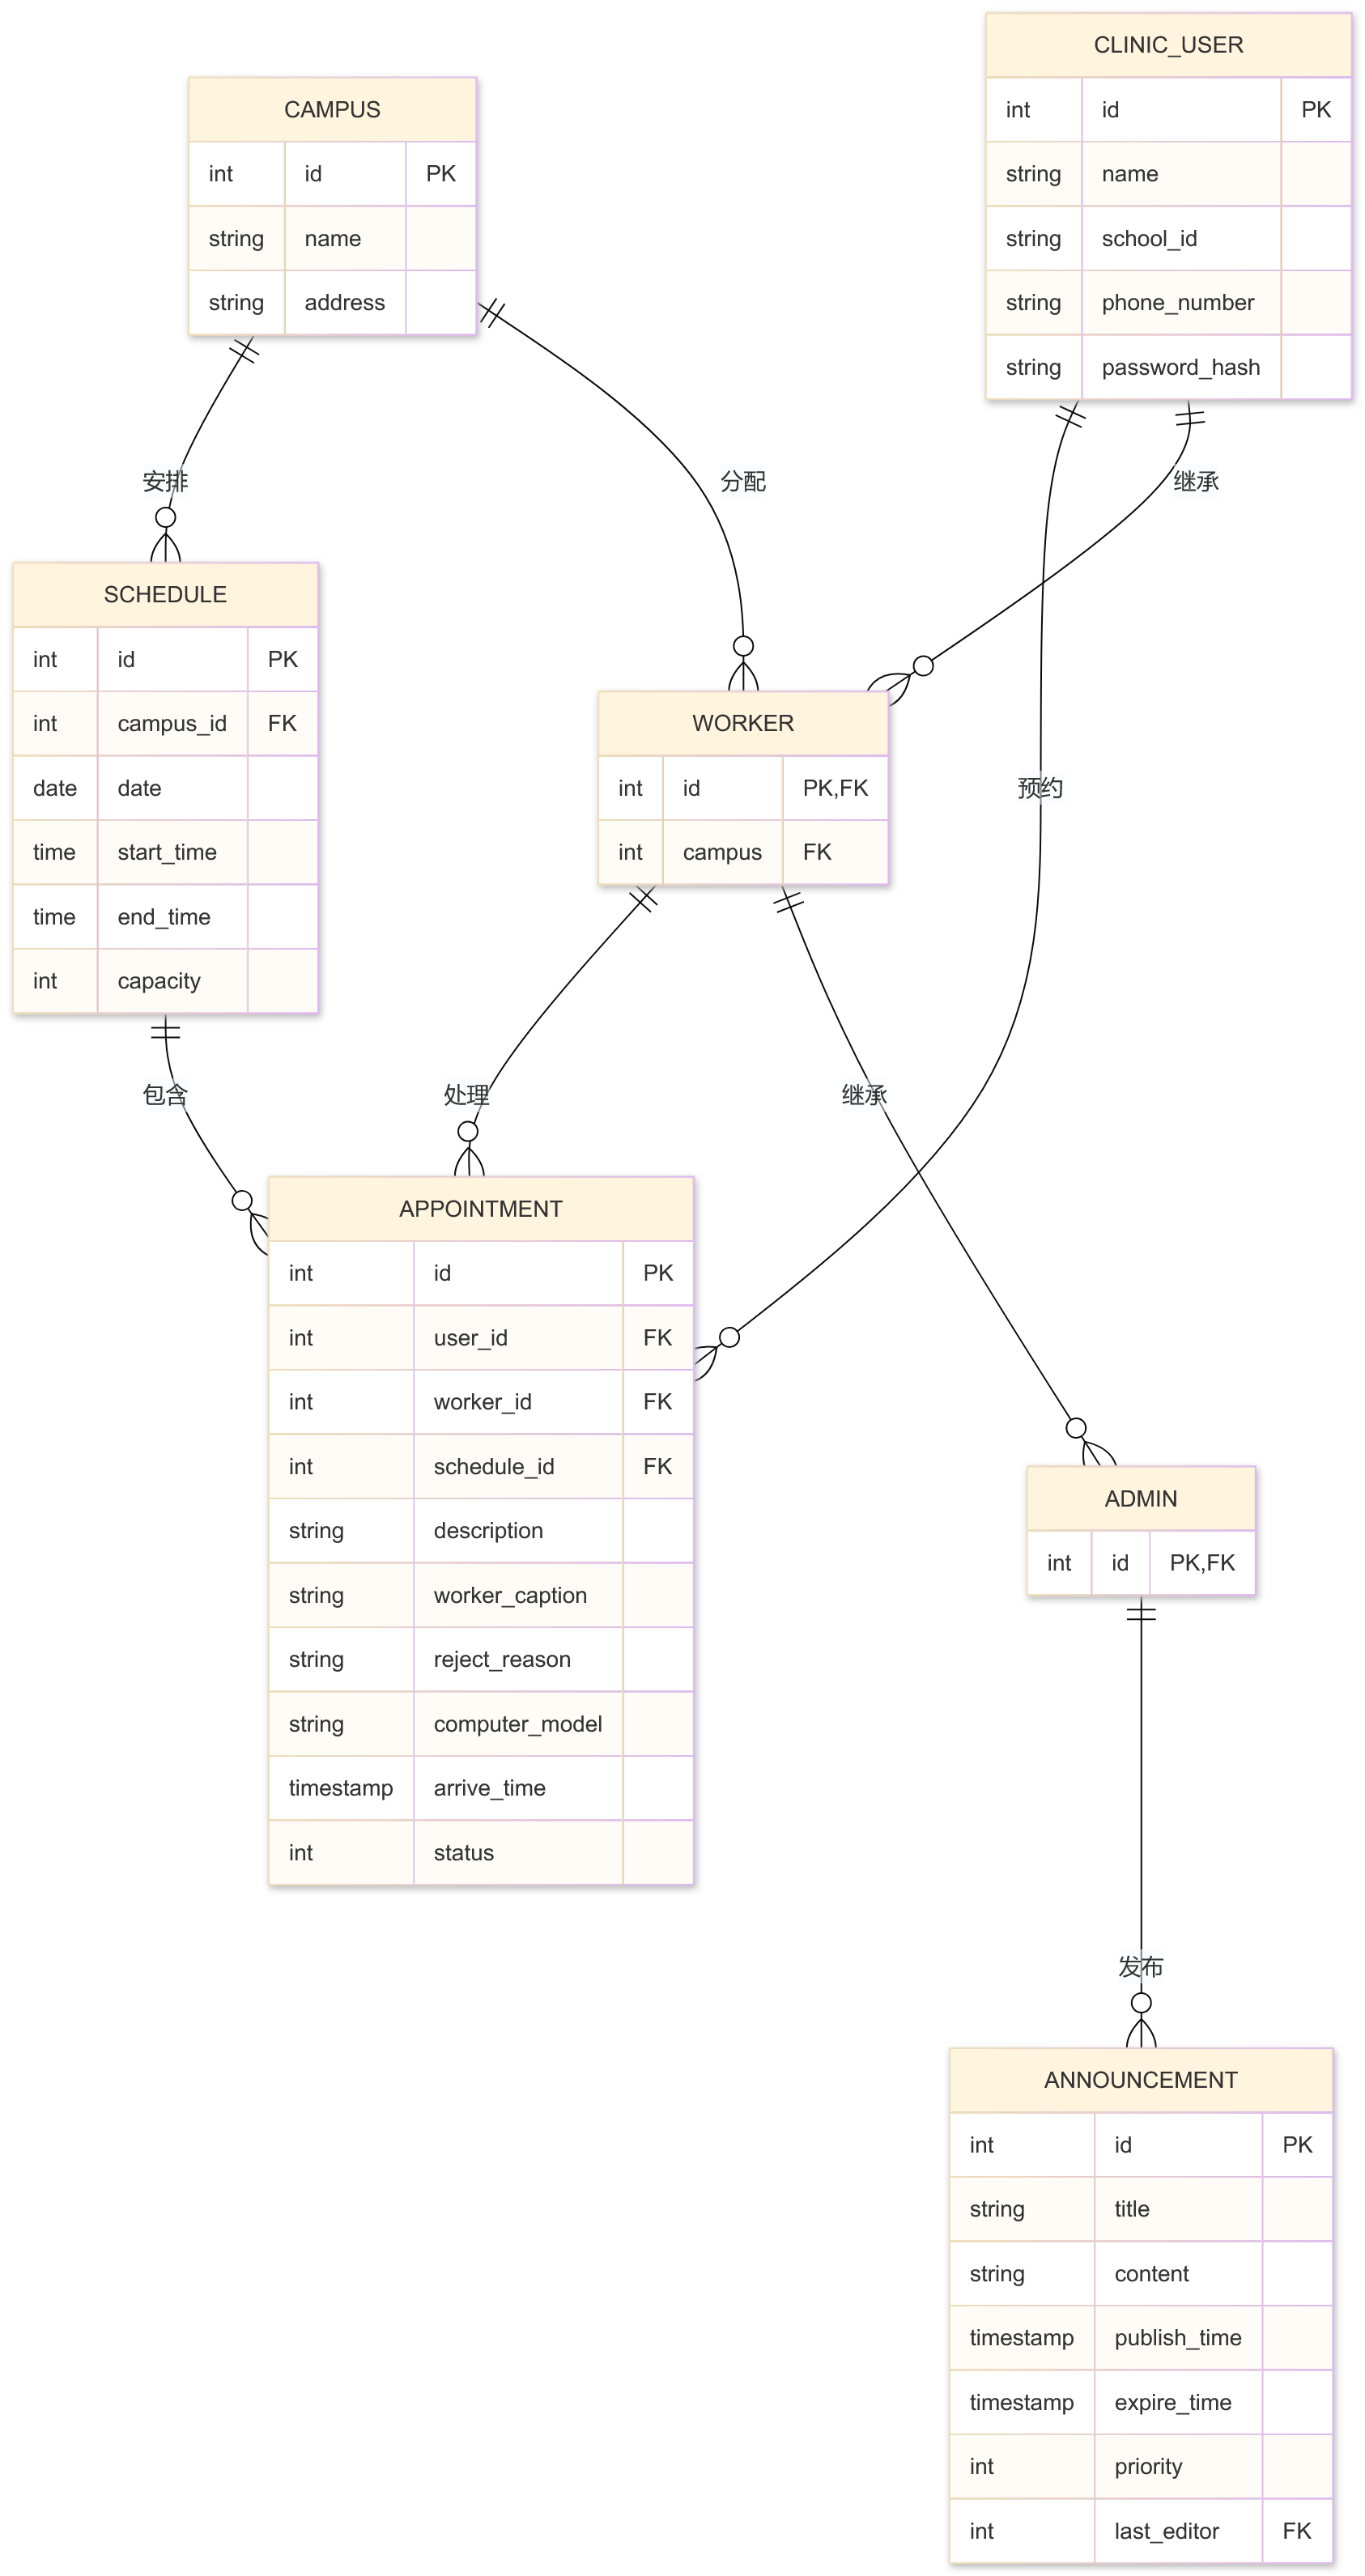 CLINIC_USER
int id PK
string name
string school_id
string phone_number
string password_hash
CAMPUS
int id PK
string name
string address
安排
分配
继承
SCHEDULE
int id PK
int campus_id FK
date date
time start_time
time end_time
int capacity
WORKER
int id PK,FK
int campus FK
预约
包含
处理
继承
APPOINTMENT
int id PK
int user_id FK
int worker_id FK
int schedule_id FK
string description
string worker_caption
string reject_reason
string computer_model
timestamp arrive_time
int status
ADMIN
int id PK,FK
发布
ANNOUNCEMENT
int id PK
string title
string content
timestamp publish_time
timestamp expire_time
int priority
int last_editor FK